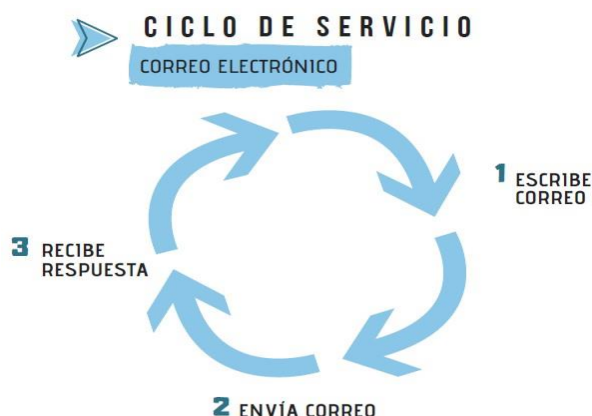 CICLO DE SERVICIO
CORREO ELECTRÓNICO
1 ESCRIBE
CORREO
3 RECIBE
RESPUESTA
2 ENVÍA CORREO